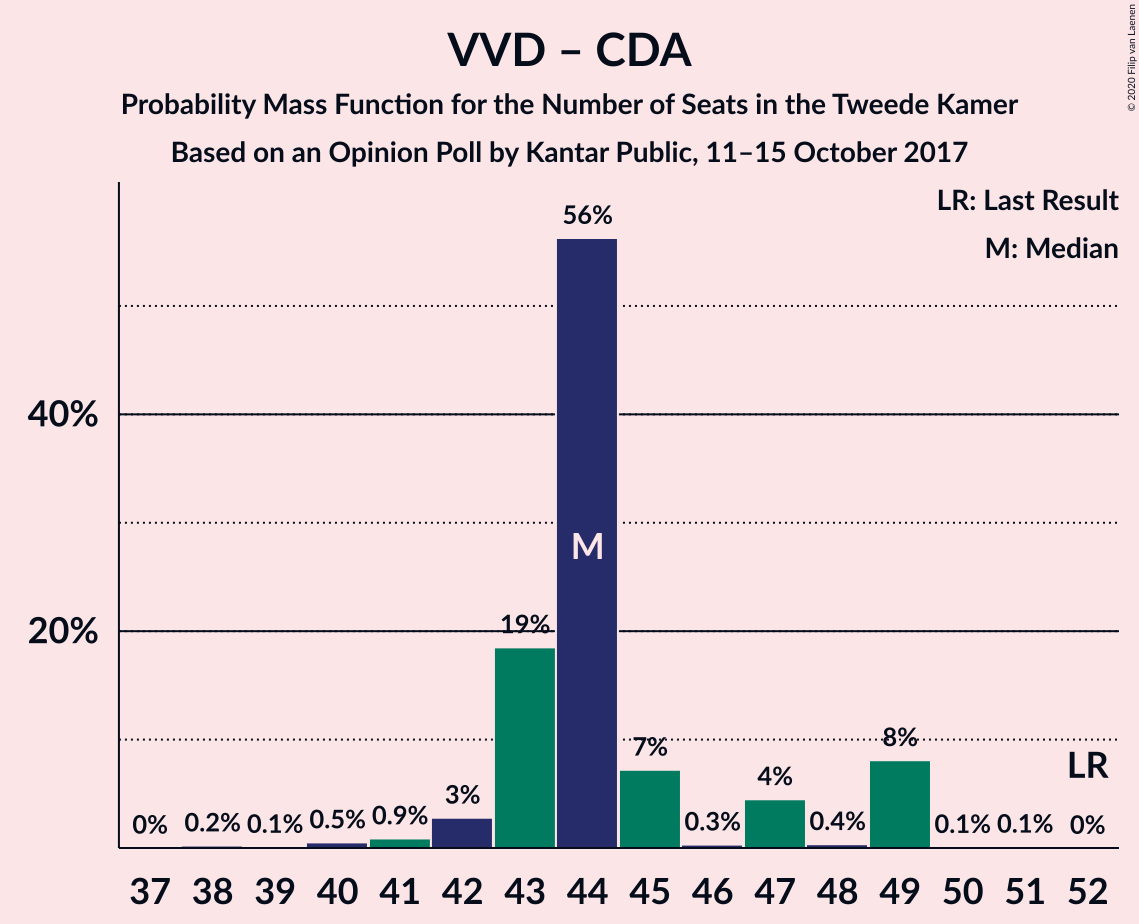 VVD – CDA
Probability Mass Function for the Number of Seats in the Tweede Kamer
Based on an Opinion Poll by Kantar Public, 11–15 October 2017
© 2020 Filip van Laenen
LR: Last Result
M: Median
56%
40%
M
20%
19%
7%
8%
LR
4%
3%
0% 0.2% 0.1% 0.5% 0.9% 0.3% 0.4% 0.1% 0.1% 0%
37 38 39 40 41 42 43 44 45 46 47 48 49 50 51 52